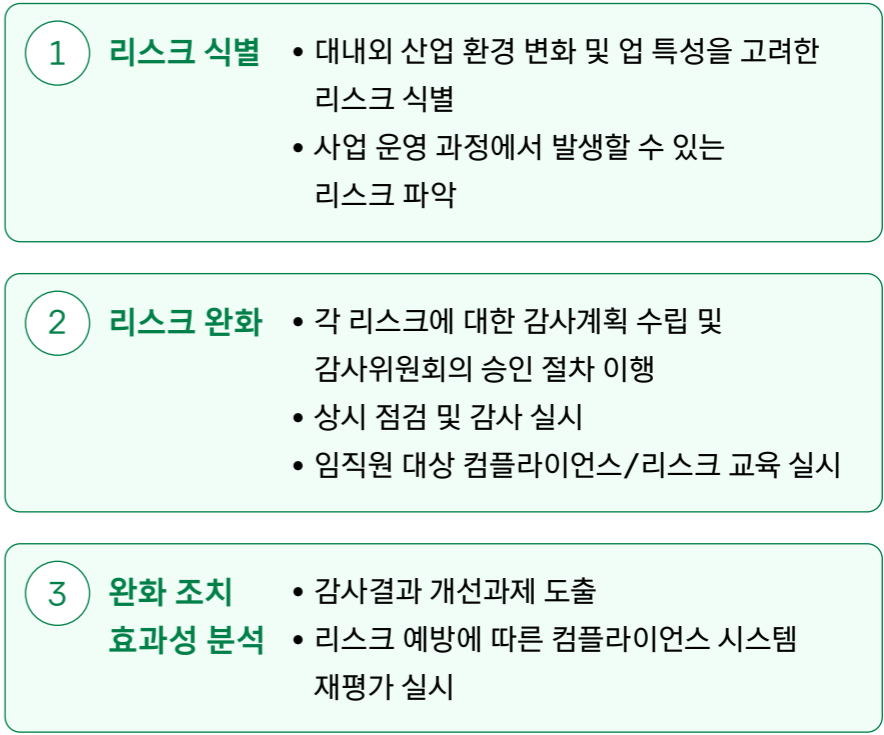 1 리스크 식별 • 대내외 산업 환경 변화 및 업 특성을 고려한
리스크 식별
• 사업 운영 과정에서 발생할 수 있는
리스크 파악
2 리스크 완화 • 각 리스크에 대한 감사계획 수립 및
감사위원회의 승인 절차 이행
• 상시 점검 및 감사 실시
• 임직원 대상 컴플라이언스/리스크 교육 실시
3 완화 조치 • 감사결과 개선과제 도출
효과성 분석 • 리스크 예방에 따른 컴플라이언스 시스템
재평가 실시